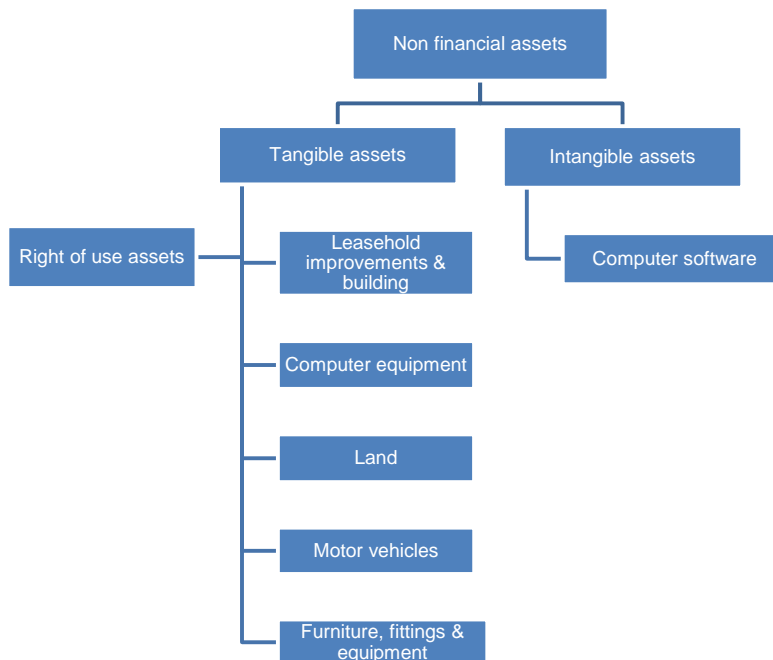 Non financial assets
Tangible assets
Intangible assets
Right of use assets
Leasehold
improvements &
building
Computer software
Computer equipment
Land
Motor vehicles
Furniture, fittings &
equipment